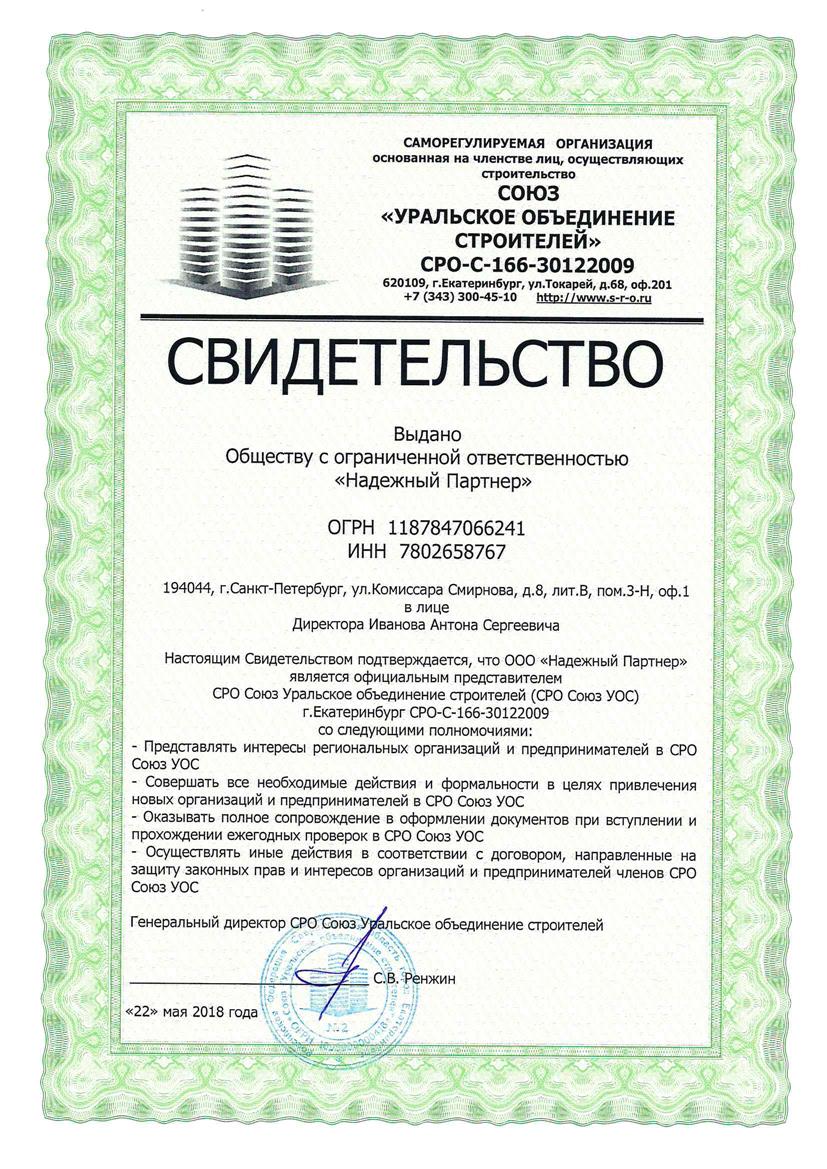 САМОРЕГУЛИРУЕМАЯ ОРГАНИЗАЦИЯ
основанная на членстве лиц, осуществляющих
строительство
СОЮЗ
«УРАЛЬСКОЕ ОБЪЕДИНЕНИЕ
СТРОИТЕЛЕЙ»
СРО-С-166-30122009
620109, г.Екатеринбург, ул.Токарей, д.68, оф.201
+7 (343) 300-45-10 http://www.s-r-o.ru
СВИДЕТЕЛЬСТВО
Выдано
Обществу с ограниченной ответственностью
«Надежный Партнер»
ОГРН 1187847066241
ИНН 7802658767
194044, г.Санкт-Петербург, ул.Комиссара Смирнова, д.8, лит.В, пом.3-Н, оф.1
в лице
Директора Иванова Антона Сергеевича
Настоящим Свидетельством подтверждается, что ООО «Надежный Партнер»
является официальным представителем
СРО Союз Уральское объединение строителей (СРО Союз УОС)
г.Екатеринбург СРО-С-166-30122009
со следующими полномочиями:
- Представлять интересы региональных организаций и предпринимателей в СРО
Союз УОС
- Совершать все необходимые действия и формальности в целях привлечения
новых организаций и предпринимателей в СРО Союз УОС
- Оказывать полное сопровождение в оформлении документов при вступлении и
прохождении ежегодных проверок в СРО Союз УОС
- Осуществлять иные действия в соответствии с договором, направленные на
защиту законных прав и интересов организаций и предпринимателей членов СРО
Союз УОС
Генеральный директор СРО Союз Уральское объединение строителей
С.В. Ренжин
«22» мая 2018 года
№2